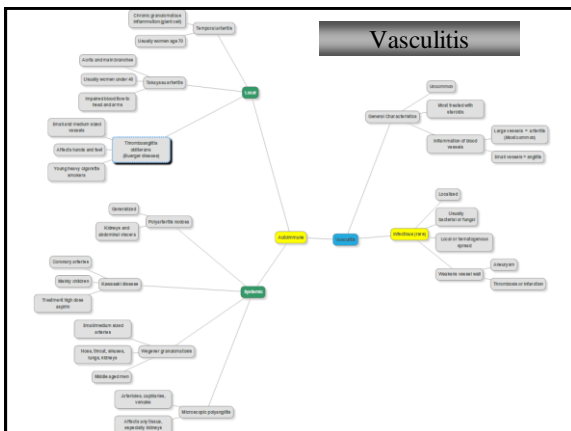 Vasculitis
Chronic granulomatous
inflammation (giant cell)
Usually women age 70
Temporal arteritis
Aorta and main branches
Usually women under 40
Impaired blood flow to
head and arms
Takayasu arteritis
Local
Small and medium sized
vessels
Affects hands and feet
Young heavy cigarette
smokers
Thromboangiitis
obliterans
(Buerger disease)
Generalized
Kidneys and
abdominal viscera
Polyarteritis nodosa
Autoimmune
Coronary arteries
Mainly children
Treatment high dose
aspirin
Kawasaki disease
Systemic
Small/medium sized
arteries
Nose, throat, sinuses,
lungs, kidneys
Middle aged men
Wegener granulomatosis
Arterioles, capillaries,
venules
Affects any tissue,
especially kidneys
Microscopic polyangiitis
Vasculitis
General Characteristics
Uncommon
Most treated with
steroids
Inflammation of blood
vessels
Large vessels = arteritis
(Most common)
Small vessels = angiitis
Infectious (rare)
Localized
Usually
bacterial or fungal
Local or hematogenous
spread
Weakens vessel wall
Aneurysm
Thrombosis or infarction